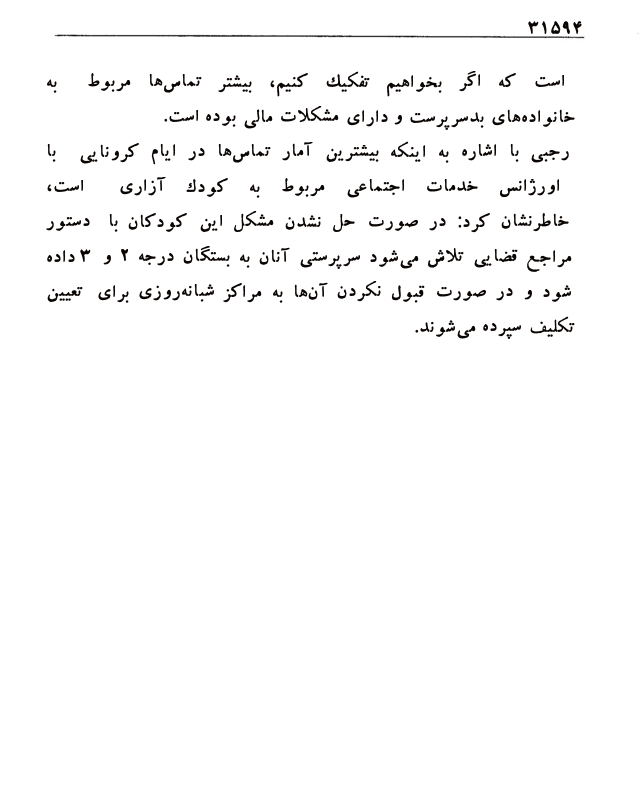 ۳۱۵۹۴
است که اگر بخواهیم تفکیك کنیم، بیشتر تماس‌ها مربوط به
خانواده‌های بدسرپرست و دارای مشکلات مالی بوده است.
رجبی با اشاره به اینکه بیشترین آمار تماس‌ها در ایام کرونایی با
اورژانس خدمات اجتماعی مربوط به کودك آزاری است،
خاطرنشان کرد: در صورت حل نشدن مشکل این کودکان با دستور
مراجع قضایی تلاش می‌شود سرپرستی آنان به بستگان درجه ۲ و ۳ داده
شود و در صورت قبول نکردن آن‌ها به مراکز شبانه‌روزی برای تعیین
تکلیف سپرده می‌شوند.